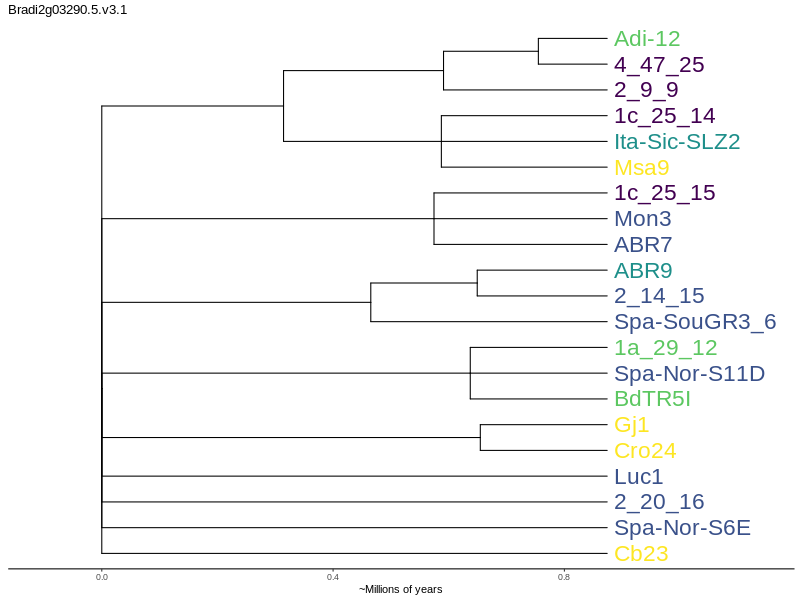 Bradi2g03290.5.v3.1
Adi-12
4_47_25
2_9_9
1c_25_14
Ita-Sic-SLZ2
Msa9
1c_25_15
Mon3
ABR7
ABR9
2_14_15
Spa-SouGR3_6
1a_29_12
Spa-Nor-S11D
BdTR5I
Gj1
Cro24
Luc1
2_20_16
Spa-Nor-S6E
Cb23
0.0 0.4 0.8
~Millions of years